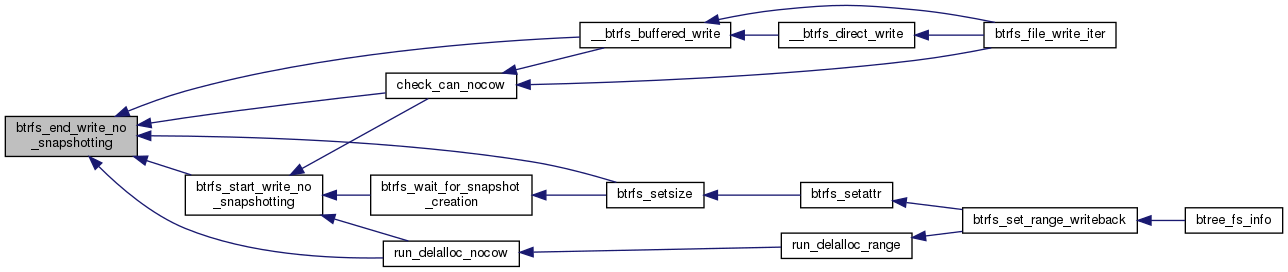 __btrfs_buffered_write
__btrfs_direct_write
btrfs_file_write_iter
check_can_nocow
btrfs_end_write_no
_snapshotting
btrfs_start_write_no
_snapshotting
btrfs_wait_for_snapshot
_creation
btrfs_setsize
btrfs_setattr
btrfs_set_range_writeback
btree_fs_info
run_delalloc_nocow
run_delalloc_range